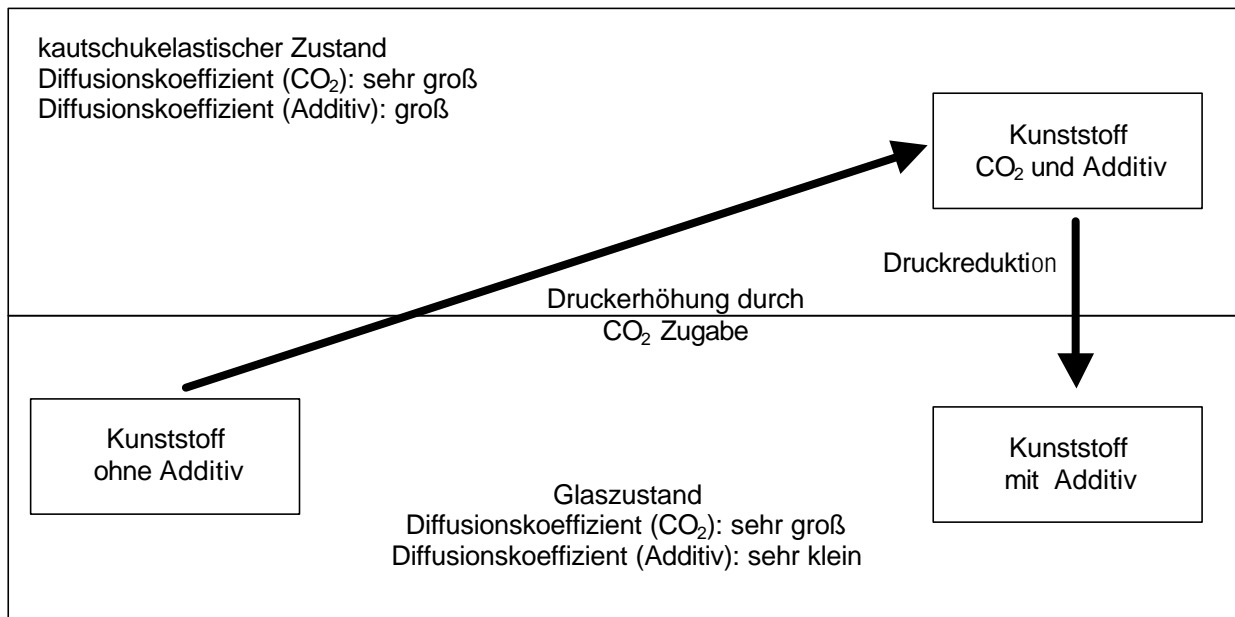 kautschukelastischer Zustand
Diffusionskoeffizient (CO₂): sehr groß
Diffusionskoeffizient (Additiv): groß
Kunststoff
CO₂ und Additiv
Druckreduktion
Druckerhöhung durch
CO₂ Zugabe
Kunststoff
ohne Additiv
Kunststoff
mit Additiv
Glaszustand
Diffusionskoeffizient (CO₂): sehr groß
Diffusionskoeffizient (Additiv): sehr klein